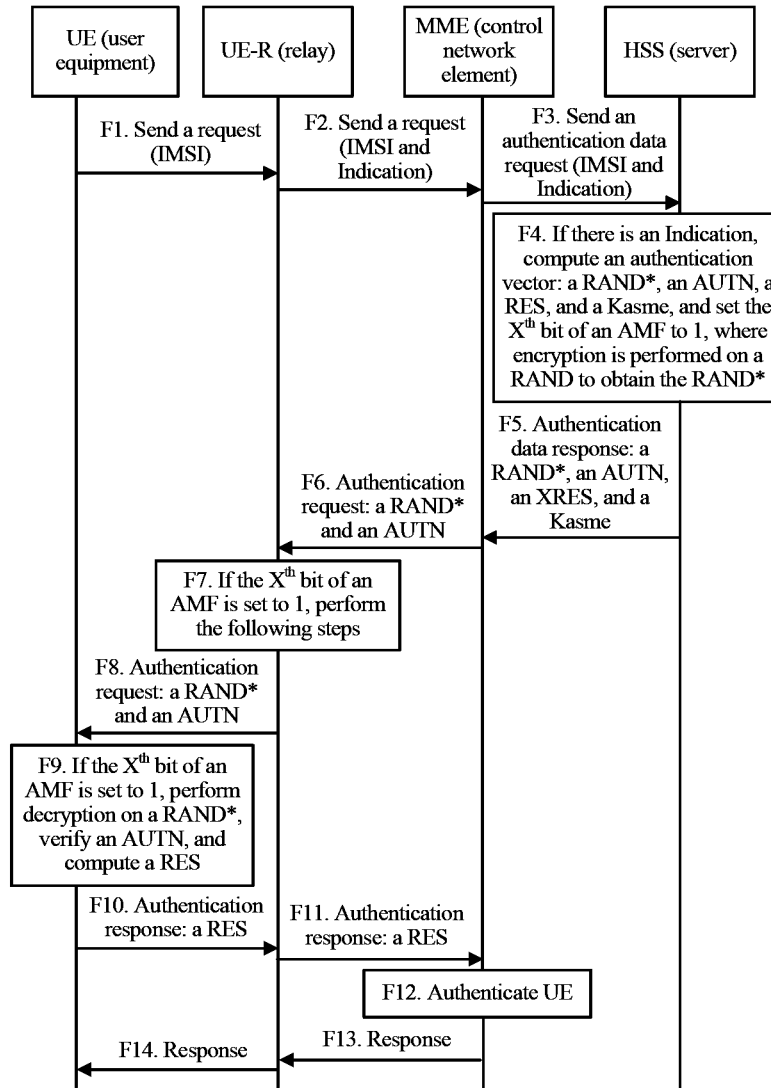 UE (user
equipment)
UE-R (relay)
MME (control
network
element)
HSS (server)
F1. Send a request
(IMSI)
F2. Send a request
(IMSI and
Indication)
F3. Send an
authentication data
request (IMSI and
Indication)
F4. If there is an Indication,
compute an authentication
vector: a RAND*, an AUTN, a
RES, and a Kasme, and set the
Xth bit of an AMF to 1, where
encryption is performed on a
RAND to obtain the RAND*
F5. Authentication
data response: a
RAND*, an AUTN,
an XRES, and a
Kasme
F6. Authentication
request: a RAND*
and an AUTN
F7. If the Xth bit of an
AMF is set to 1, perform
the following steps
F8. Authentication
request: a RAND*
and an AUTN
F9. If the Xth bit of an
AMF is set to 1, perform
decryption on a RAND*,
verify an AUTN, and
compute a RES
F10. Authentication
response: a RES
F11. Authentication
response: a RES
F12. Authenticate UE
F13. Response
F14. Response